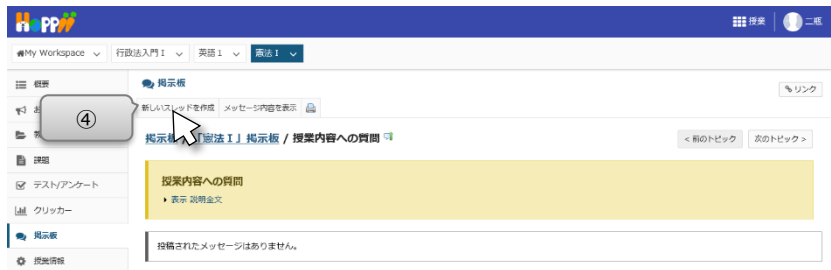 Hoppii
授業
二瓶
My Workspace
行政法入門 I
英語 1
憲法 I
概要
掲示板
リンク
お
新しいスレッドを作成 メッセージ内容を表示
④
教
掲示板 / 「憲法 I 」掲示板 / 授業内容への質問
< 前のトピック
次のトピック >
課題
授業内容への質問
テスト/アンケート
表示 説明全文
クリッカー
掲示板
投稿されたメッセージはありません。
授業情報